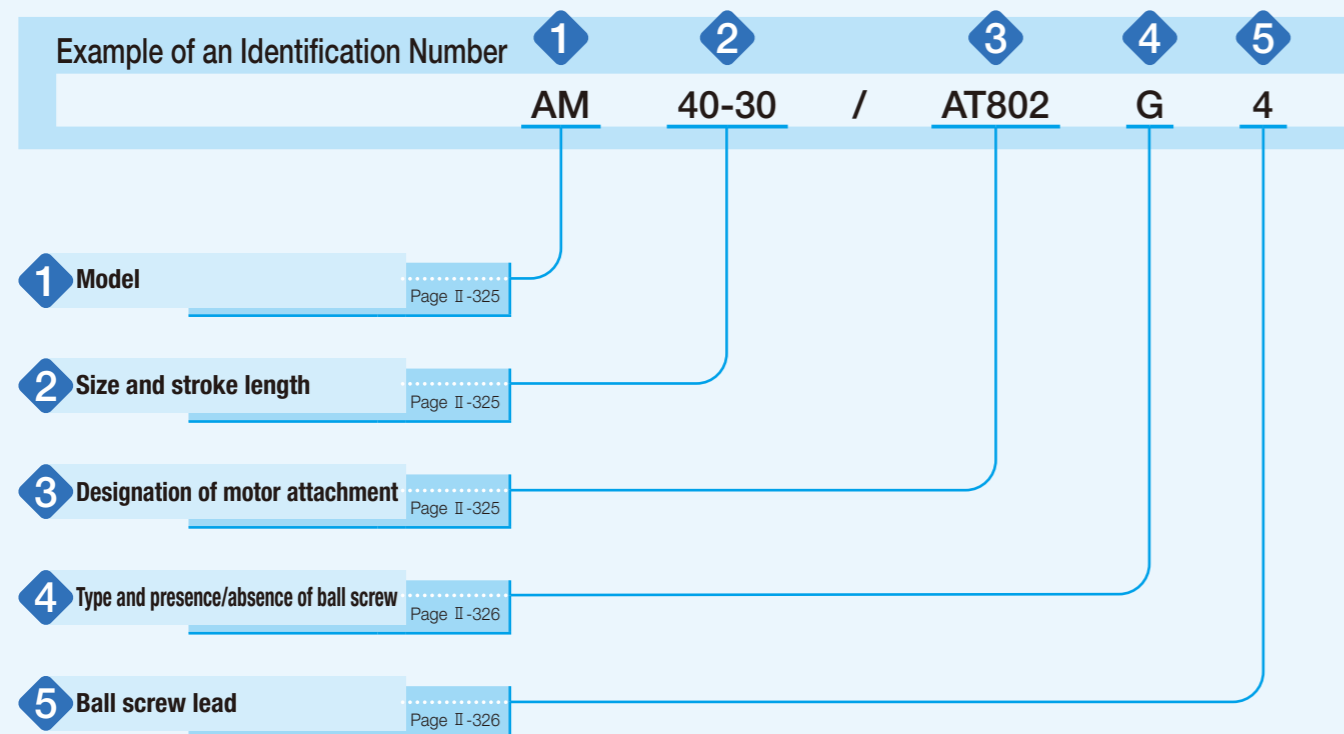 Example of an Identification Number 1 2 3 4 5
AM 40-30 / AT802 G 4
1 Model
Page Ⅱ-325
2 Size and stroke length
Page Ⅱ-325
3 Designation of motor attachment
Page Ⅱ-325
4 Type and presence/absence of ball screw
Page Ⅱ-326
5 Ball screw lead
Page Ⅱ-326